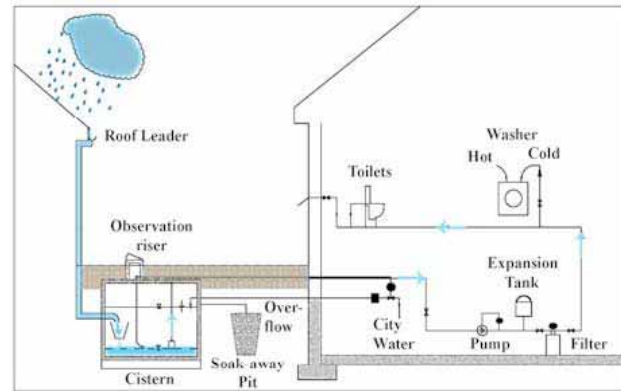 Roof Leader
Washer
Hot
Cold
Toilets
Observation
riser
Expansion
Tank
Over-
flow
City
Water
Pump
Filter
Soak-away
Pit
Cistern